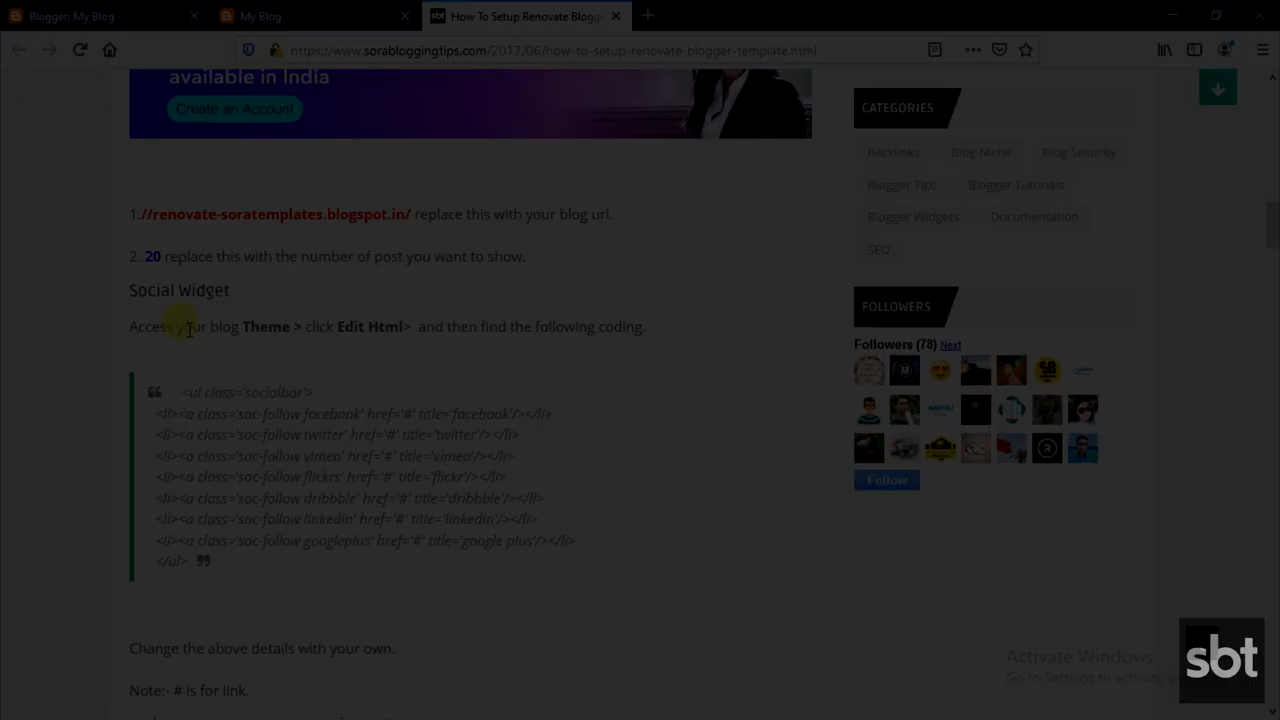 Blogger: My Blog -
My Blog
sbt How To Setup Renovate Blogg
https://www.sorabloggingtips.com/2017/06/how-to-setup-renovate-blogger-template.html
available in India
Create an Account
1.//renovate-soratemplates.blogspot.in/ replace this with your blog url.
2. 20 replace this with the number of post you want to show.
Social Widget
Access your blog Theme > click Edit Html> and then find the following coding,
<ul class='socialbar'>
<li><a class='soc-follow facebook' href='#' title='facebook'/></li>
<li><a class='soc-follow twitter' href='#' title='twitter'/></li>
<li><a class='soc-follow vimeo' href='#' title='vimeo'/></li>
<li><a class='soc-follow flickrs' href='#' title='flickr'/></li>
<li><a class='soc-follow dribbble' href='#' title='dribbble'/></li>
<li><a class='soc-follow linkedin' href='#' title='linkedin'/></li>
<li><a class='soc-follow googleplus' href='#' title='google plus'/></li>
</ul>
Change the above details with your own.
Note:- # is for link.
CATEGORIES
Backlinks Blog Niche Blog Security
Blogger Tips Blogger Tutorials
Blogger Widgets Documentation
SEO
FOLLOWERS
Followers (78) Next
Follow
Activate Windows
Go to Settings to activate
sbt